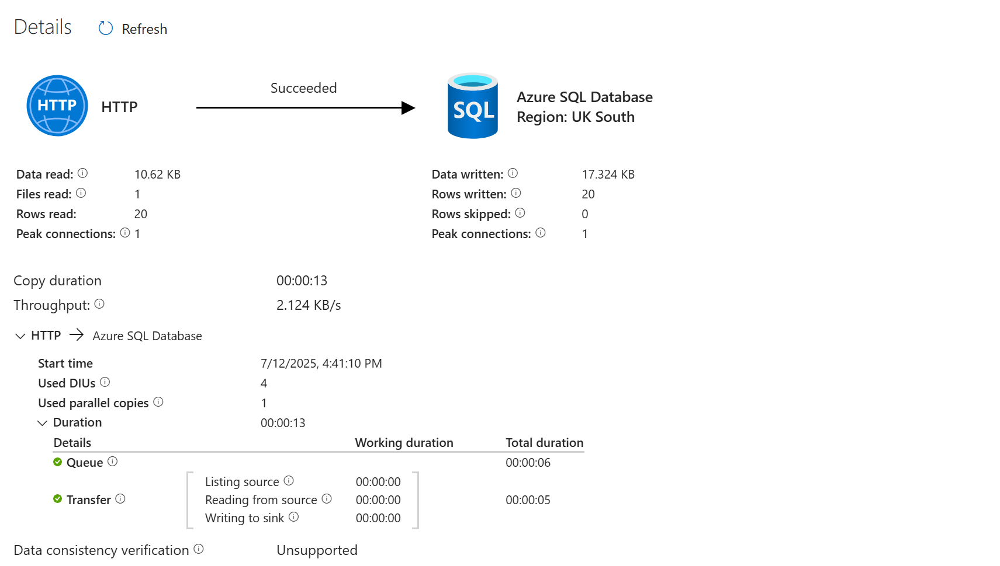 Details Refresh
HTTP HTTP Succeeded SQL Azure SQL Database
Region: UK South
Data read: 10.62 KB Data written: 17.324 KB
Files read: 1 Rows written: 20
Rows read: 20 Rows skipped: 0
Peak connections: 1 Peak connections: 1
Copy duration 00:00:13
Throughput: 2.124 KB/s
HTTP → Azure SQL Database
Start time 7/12/2025, 4:41:10 PM
Used DIUs 4
Used parallel copies 1
Duration 00:00:13
Details Working duration Total duration
Queue 00:00:06
Listing source 00:00:00
Transfer Reading from source 00:00:00 00:00:05
Writing to sink 00:00:00
Data consistency verification Unsupported